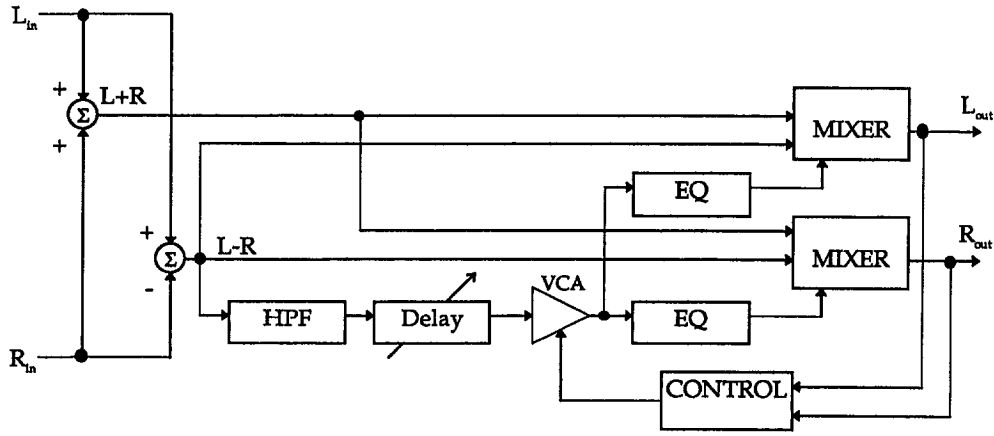 L_in
+
L+R
Σ
+
MIXER
L_out
EQ
+
Σ
L-R
-
MIXER
R_out
VCA
HPF
Delay
EQ
R_in
CONTROL